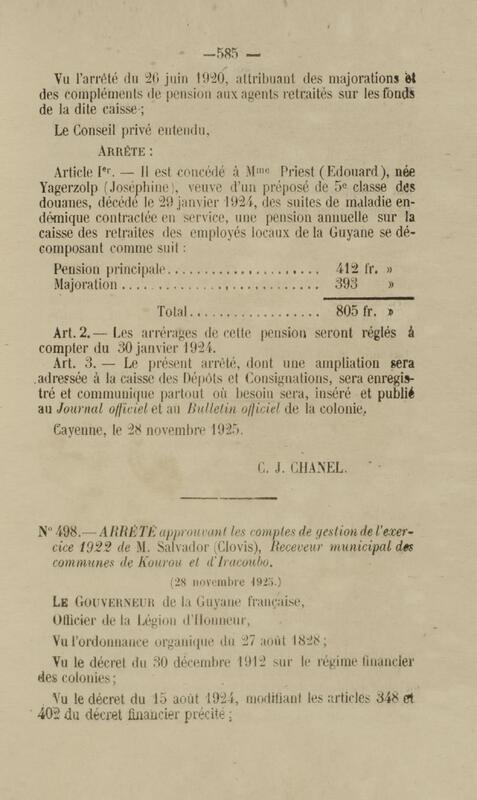 —585 —
Vu l'arrêté du 26 juin 1920, attribuant des majorations et
des compléments de pension aux agents retraités sur les fonds
de la dite caisse ;
Le Conseil privé entendu,
ARRÊTE :
Article Ier. — Il est concédé à Mme Priest (Edouard), née
Yagerzolp (Joséphine), veuve d'un préposé de 5e classe des
douanes, décédé le 29 janvier 1924, des suites de maladie en-
démique contractée en service, une pension annuelle sur la
caisse des retraites des employés locaux de la Guyane se dé-
composant comme suit :
Pension principale...................... 412 fr. »
Majoration............................ 393 »
Total.................. 805 fr. »
Art. 2. — Les arrérages de cette pension seront réglés à
compter du 30 janvier 1924.
Art. 3. — Le présent arrêté, dont une ampliation sera
adressée à la caisse des Dépôts et Consignations, sera enregis-
tré et communique partout où besoin sera, inséré et publié
au Journal officiel et au Bulletin officiel de la colonie.
Cayenne, le 28 novembre 1925.
C. J. CHANEL.
N° 498.— ARRÊTÉ approuvant les comptes de gestion de l'exer-
cice 1922 de M. Salvador (Clovis), Receveur municipal des
communes de Kourou et d'Iracoubo.
(28 novembre 1925.)
LE GOUVERNEUR de la Guyane française,
Officier de la Légion d'Honneur,
Vu l'ordonnance organique du 27 août 1828 ;
Vu le décret du 30 décembre 1912 sur le régime financier
des colonies ;
Vu le décret du 15 août 1924, modifiant les articles 348 et
402 du décret financier précité ;